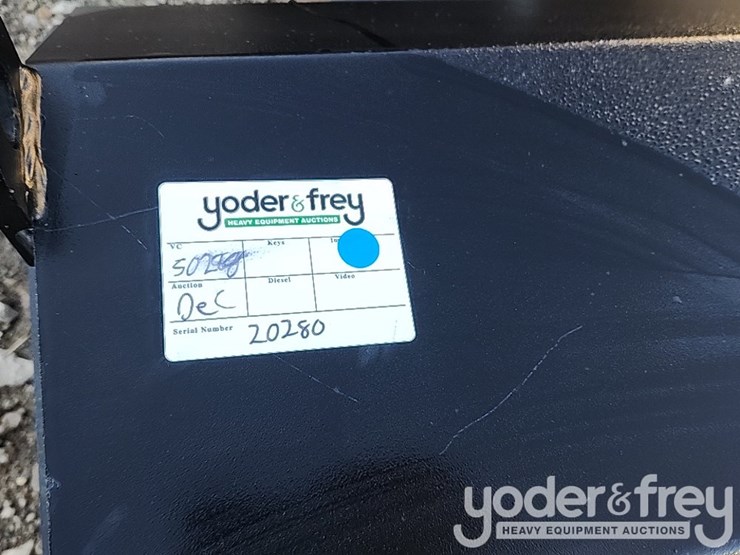 yoder&frey
HEAVY EQUIPMENT AUCTIONS
VC Keys
Auction Diesel Video
Dec
Serial Number 20280
yoder&frey
HEAVY EQUIPMENT AUCTIONS